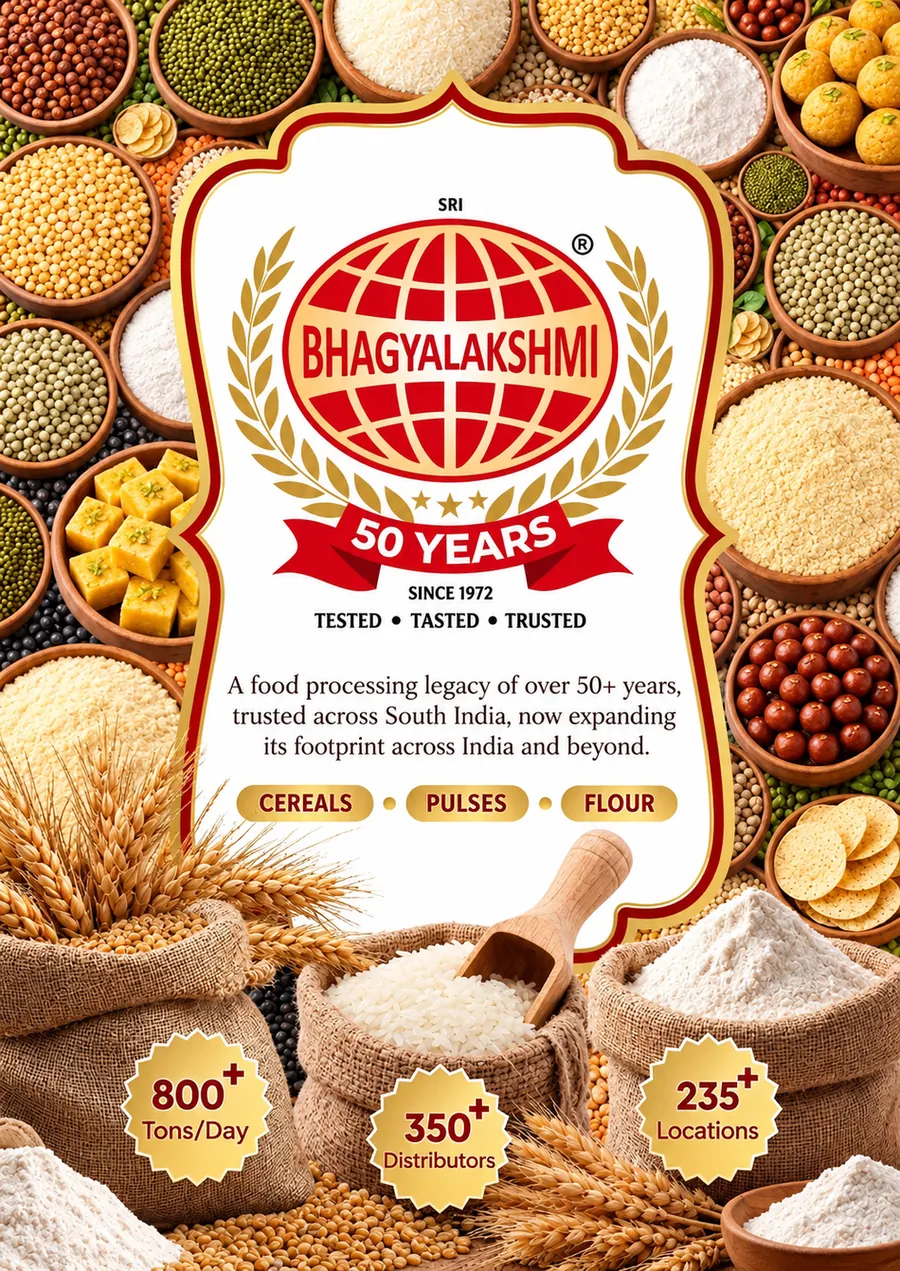 SRI
®
BHAGYALAKSHMI
50 YEARS
SINCE 1972
TESTED • TASTED • TRUSTED
A food processing legacy of over 50+ years,
trusted across South India, now expanding
its footprint across India and beyond.
CEREALS • PULSES • FLOUR
800+
Tons/Day
350+
Distributors
235+
Locations